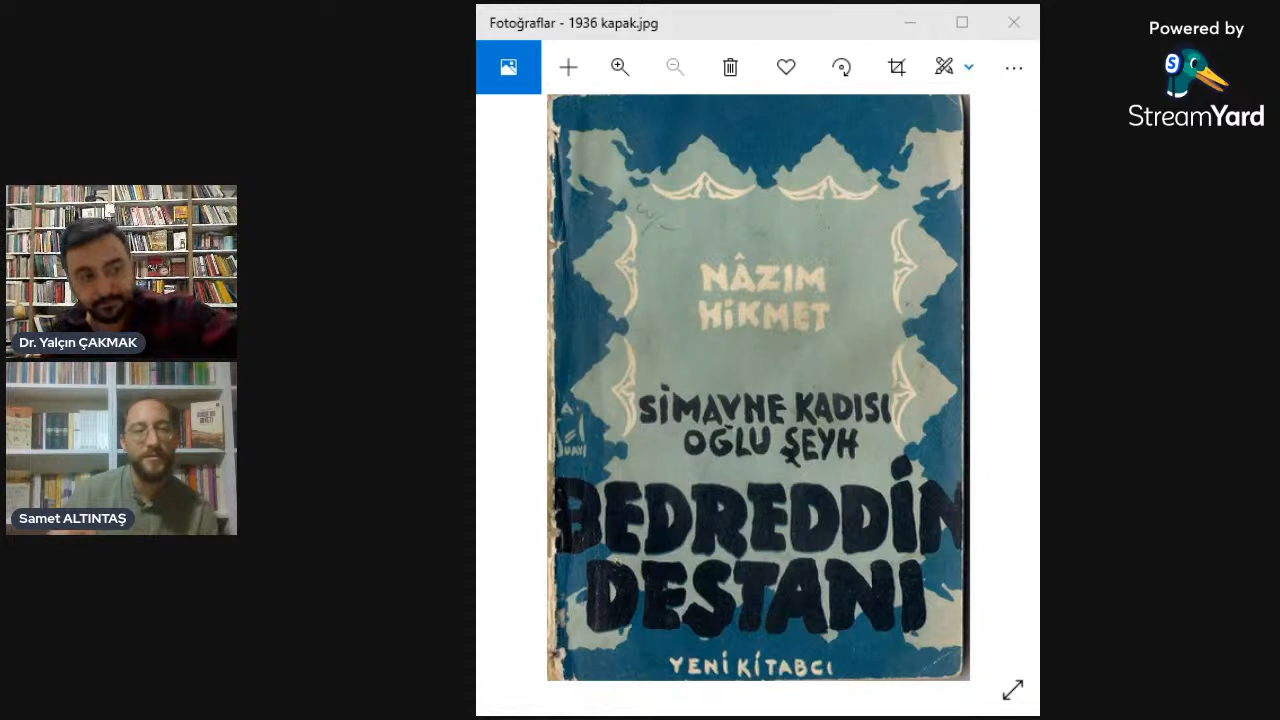 Fotoğraflar - 1936 kapak.jpg
Powered by
StreamYard
NÂZIM
HİKMET
SİMAVNE KADISI
OĞLU ŞEYH
BEDREDDİN
DESTANI
YENİ KİTABCI
Dr. Yalçın ÇAKMAK
Samet ALTINTAŞ